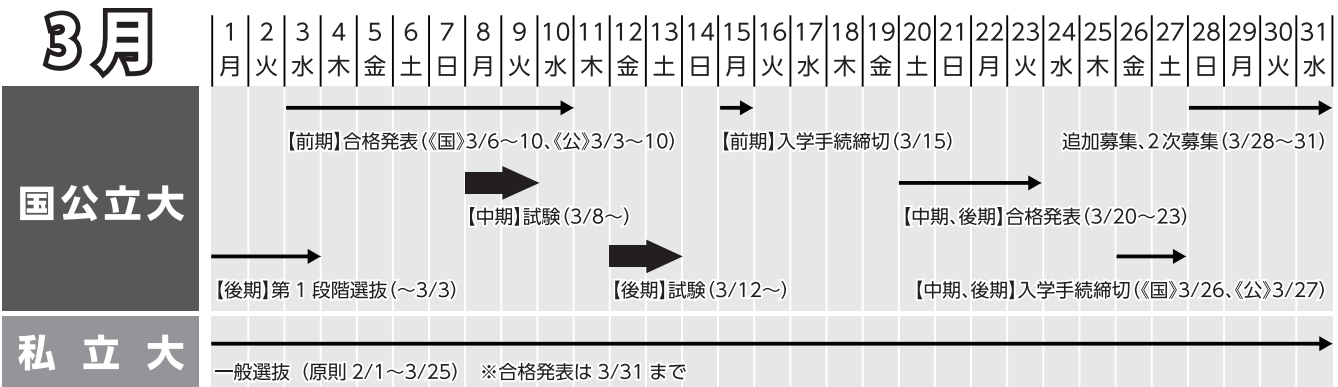 3月
1 2 3 4 5 6 7 8 9 10 11 12 13 14 15 16 17 18 19 20 21 22 23 24 25 26 27 28 29 30 31
月 火 水 木 金 土 日 月 火 水 木 金 土 日 月 火 水 木 金 土 日 月 火 水 木 金 土 日 月 火 水
国公立大
【前期】合格発表(《国》3/6〜10、《公》3/3〜10)
【前期】入学手続締切(3/15)
追加募集、2次募集(3/28〜31)
【中期】試験(3/8〜)
【中期、後期】合格発表(3/20〜23)
【後期】第1段階選抜(〜3/3)
【後期】試験(3/12〜)
【中期、後期】入学手続締切(《国》3/26、《公》3/27)
私立大
一般選抜(原則 2/1〜3/25) ※合格発表は 3/31 まで